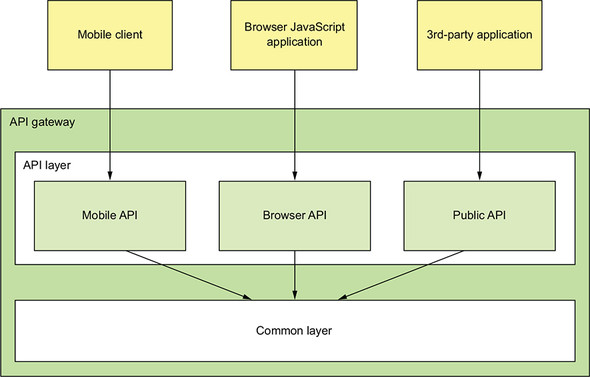 Mobile client
Browser JavaScript
application
3rd-party application
API gateway
API layer
Mobile API
Browser API
Public API
Common layer